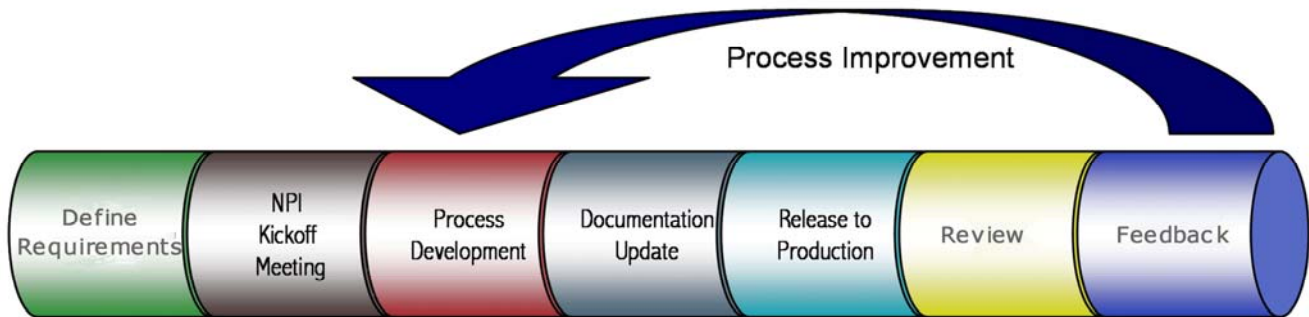 Process Improvement
Define
Requirements
NPI
Kickoff
Meeting
Process
Development
Documentation
Update
Release to
Production
Review
Feedback